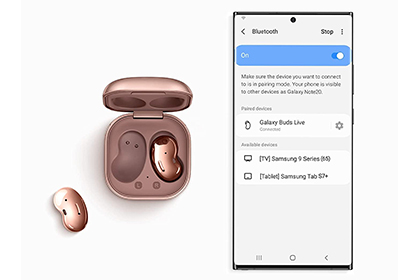 Bluetooth
Stop
On
Make sure the device you want to connect
to is in pairing mode. Your phone is visible
to other devices as Galaxy Note20.
Paired devices
Galaxy Buds Live
Connected
Available devices
[TV] Samsung 9 Series (65)
[Tablet] Samsung Tab S7+
L
R